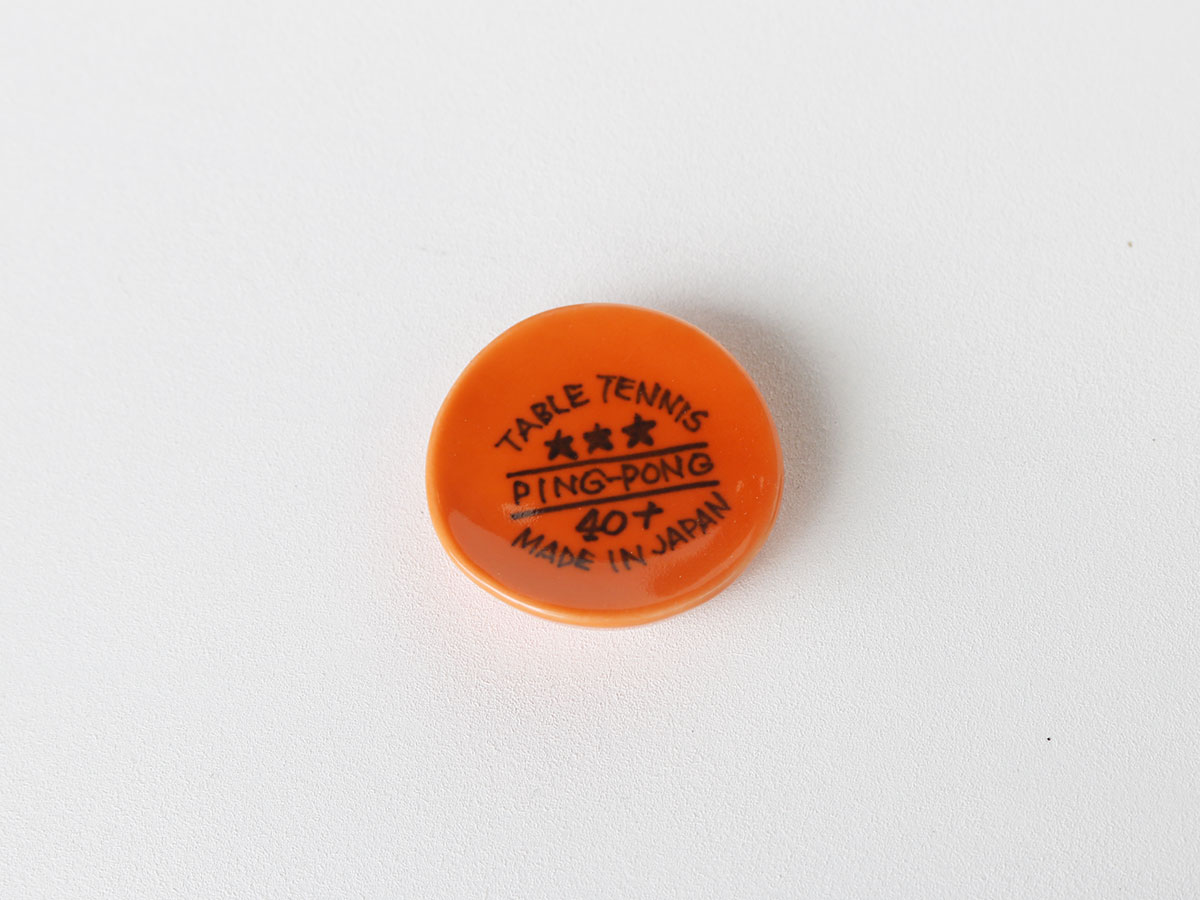 TABLE TENNIS
★★★
PING-PONG
40+
MADE IN JAPAN